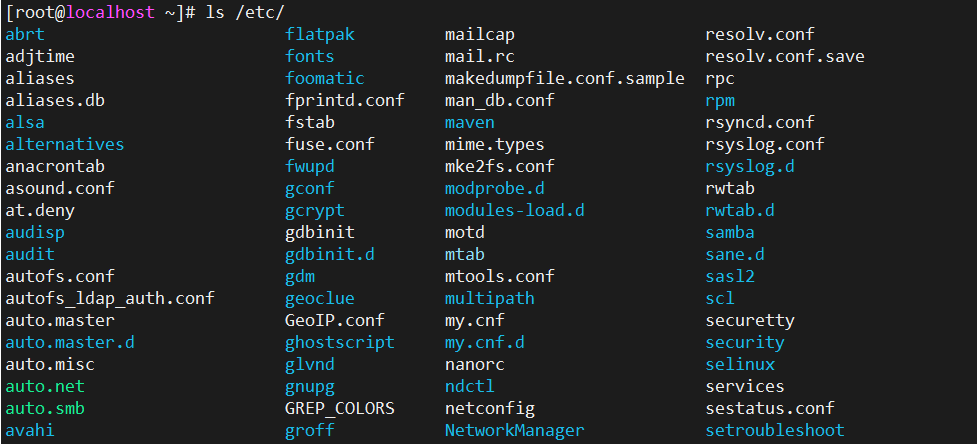 [root@localhost ~]# ls /etc/
abrt flatpak mailcap resolv.conf
adjtime fonts mail.rc resolv.conf.save
aliases foomatic makedumpfile.conf.sample rpc
aliases.db fprintd.conf man_db.conf rpm
alsa fstab maven rsyncd.conf
alternatives fuse.conf mime.types rsyslog.conf
anacrontab fwupd mke2fs.conf rsyslog.d
asound.conf gconf modprobe.d rwtab
at.deny gcrypt modules-load.d rwtab.d
audisp gdbinit motd samba
audit gdbinit.d mtab sane.d
autofs.conf gdm mtools.conf sasl2
autofs_ldap_auth.conf geoclue multipath scl
auto.master GeoIP.conf my.cnf securetty
auto.master.d ghostscript my.cnf.d security
auto.misc glvnd nanorc selinux
auto.net gnupg ndctl services
auto.smb GREP_COLORS netconfig sestatus.conf
avahi groff NetworkManager setroubleshoot